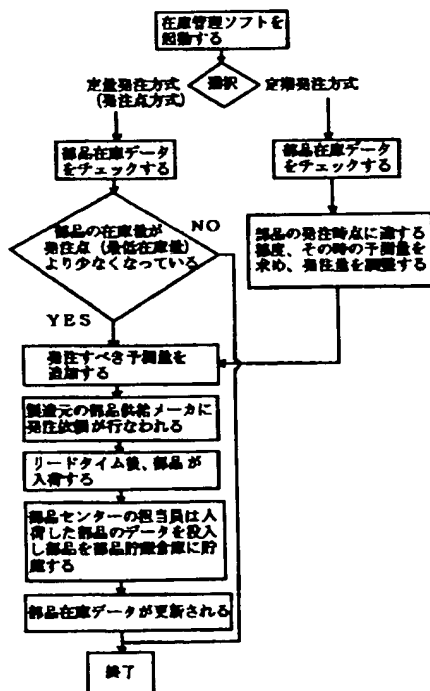 在庫管理ソフトを
起動する
選択
定量発注方式
(発注点方式)
定期発注方式
部品在庫データ
をチェックする
部品在庫データ
をチェックする
部品の在庫量が
発注点(最低在庫量)
より少なくなっている
NO
YES
部品の発注時点に達する
都度、その時の予測量を
求め、発注量を調整する
発注すべき予測量を
追加する
製造元の部品供給メーカに
発注依頼が行なわれる
リードタイム後、部品が
入荷する
部品センターの担当員は入
荷した部品のデータを投入
し部品を部品貯蔵倉庫に貯
蔵する
部品在庫データが更新される
終了